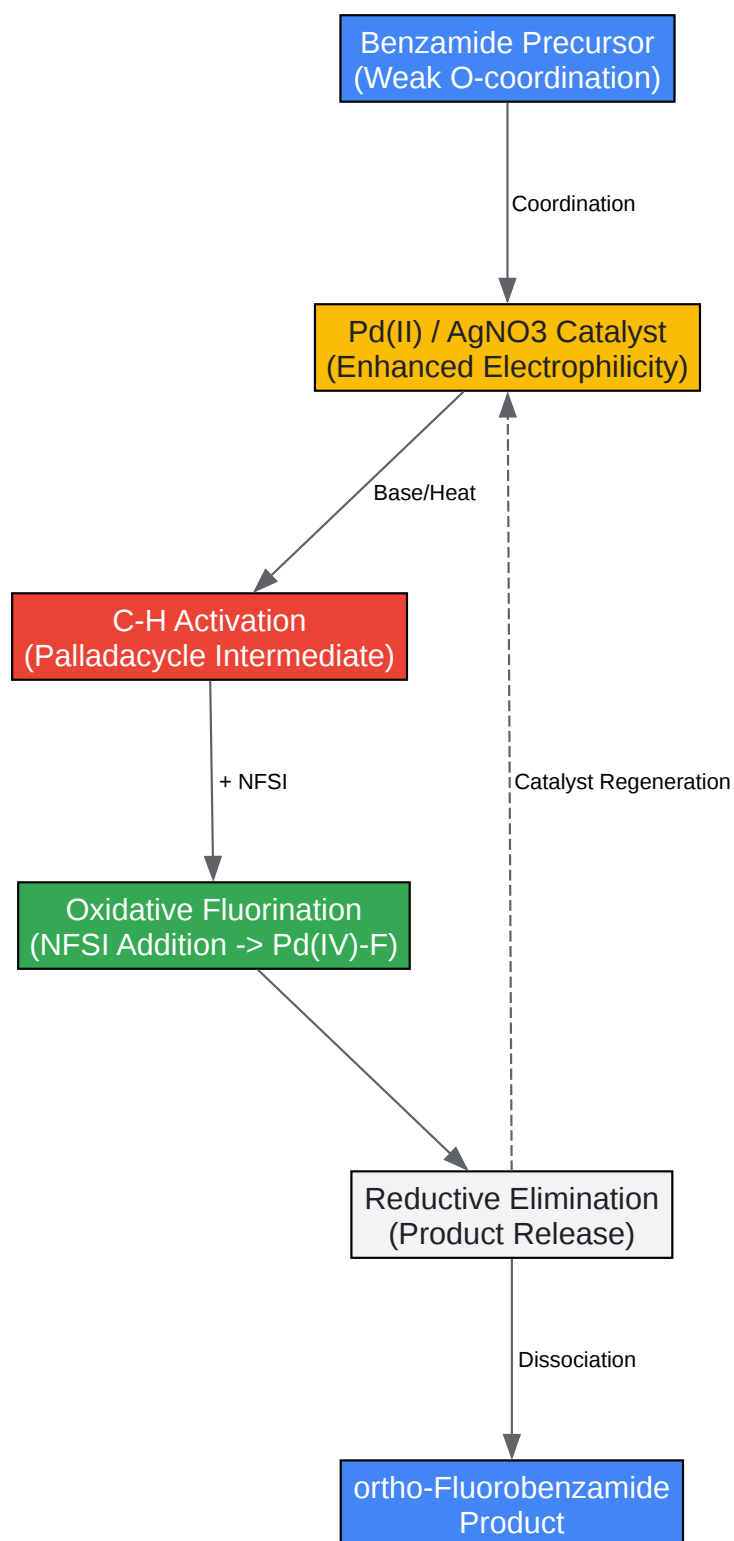 Benzamide Precursor
(Weak O-coordination)
Coordination
Pd(II) / AgNO3 Catalyst
(Enhanced Electrophilicity)
Base/Heat
C-H Activation
(Palladacycle Intermediate)
+ NFSI
Catalyst Regeneration
Oxidative Fluorination
(NFSI Addition -> Pd(IV)-F)
Reductive Elimination
(Product Release)
Dissociation
ortho-Fluorobenzamide
Product